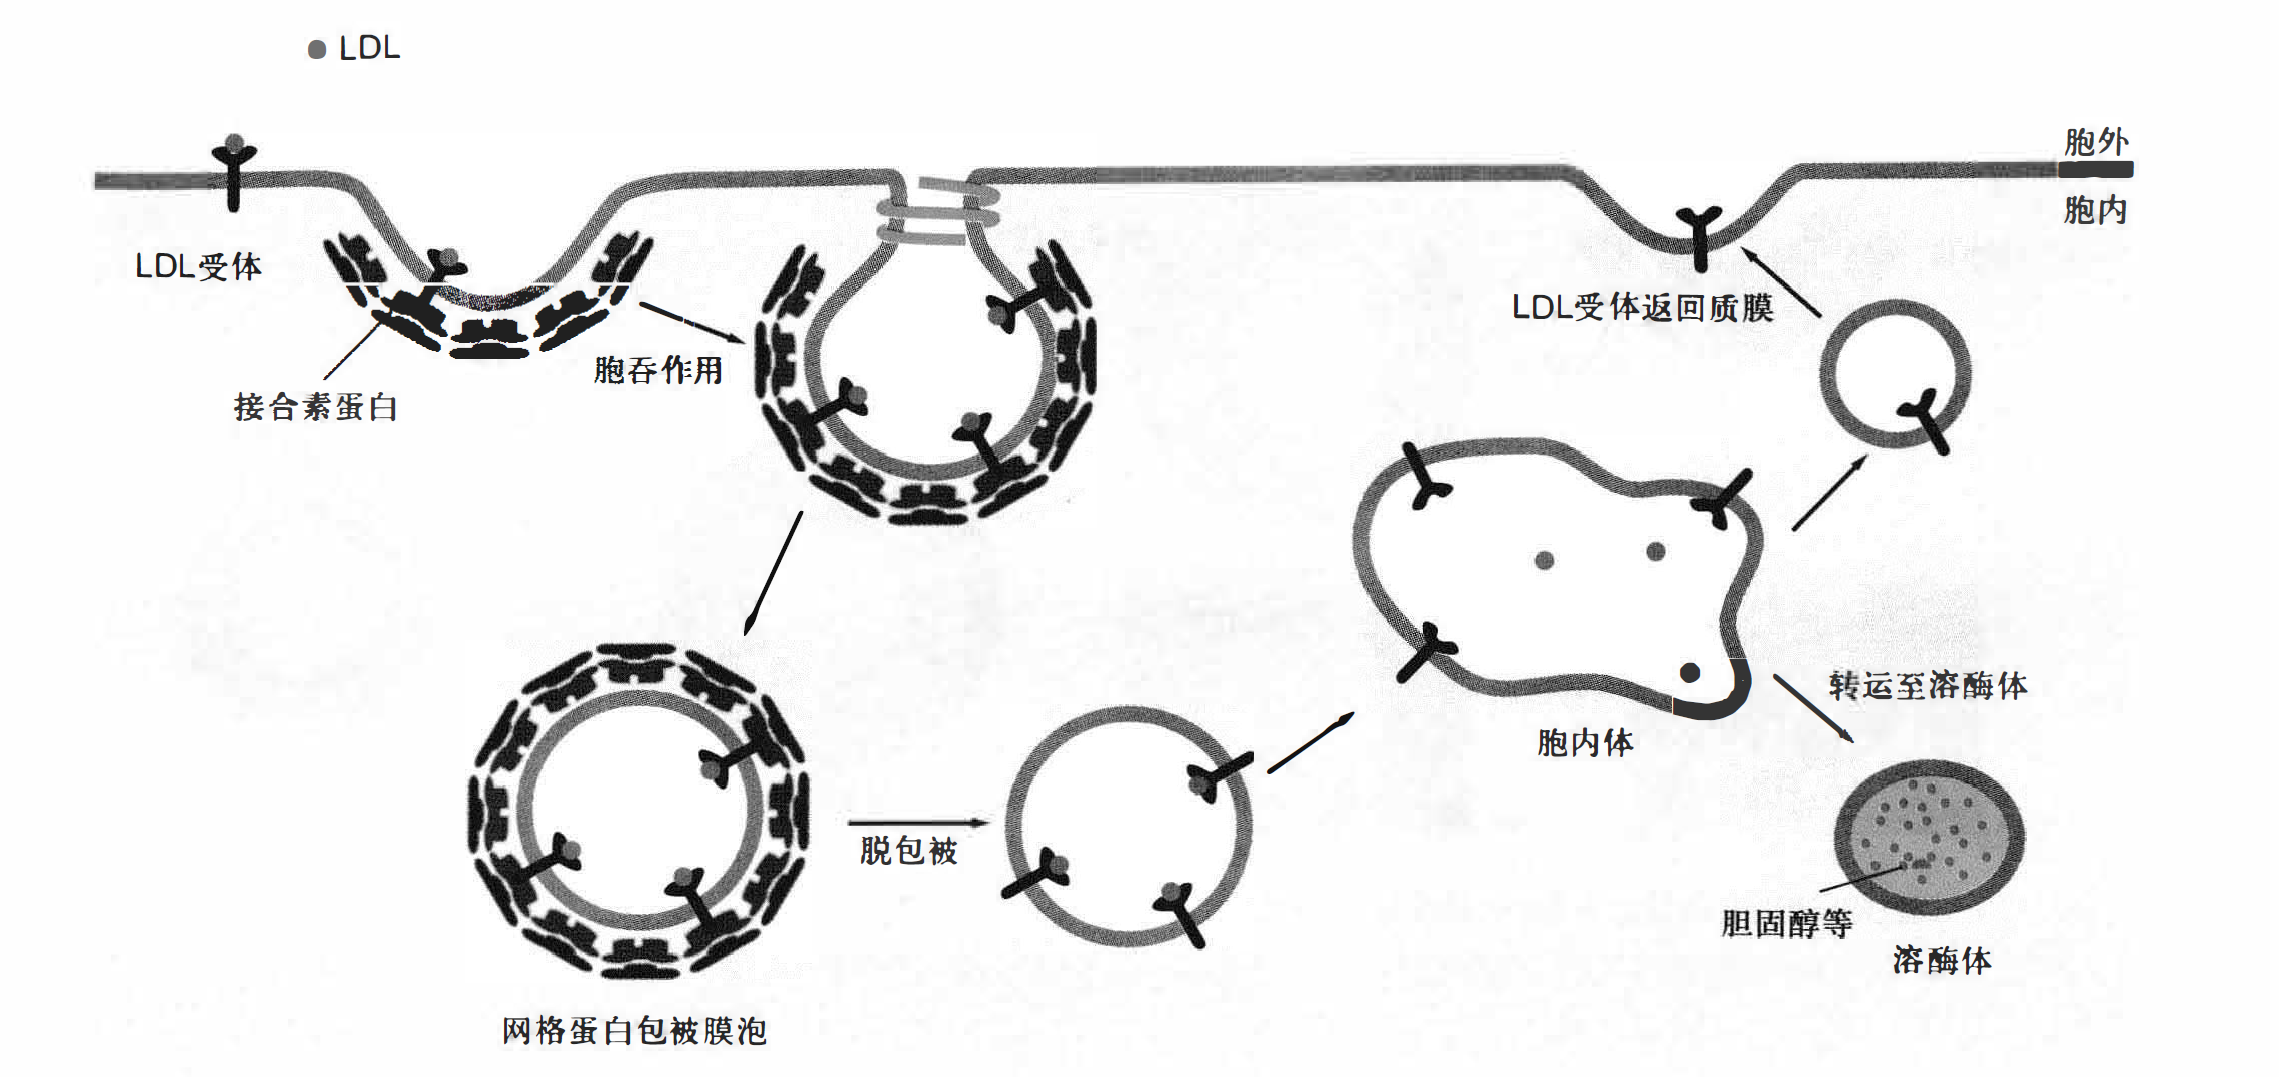 LDL
胞外
胞内
LDL受体
LDL受体返回质膜
胞吞作用
接合素蛋白
转运至溶酶体
胞内体
脱包被
胆固醇等
溶酶体
网格蛋白包被膜泡